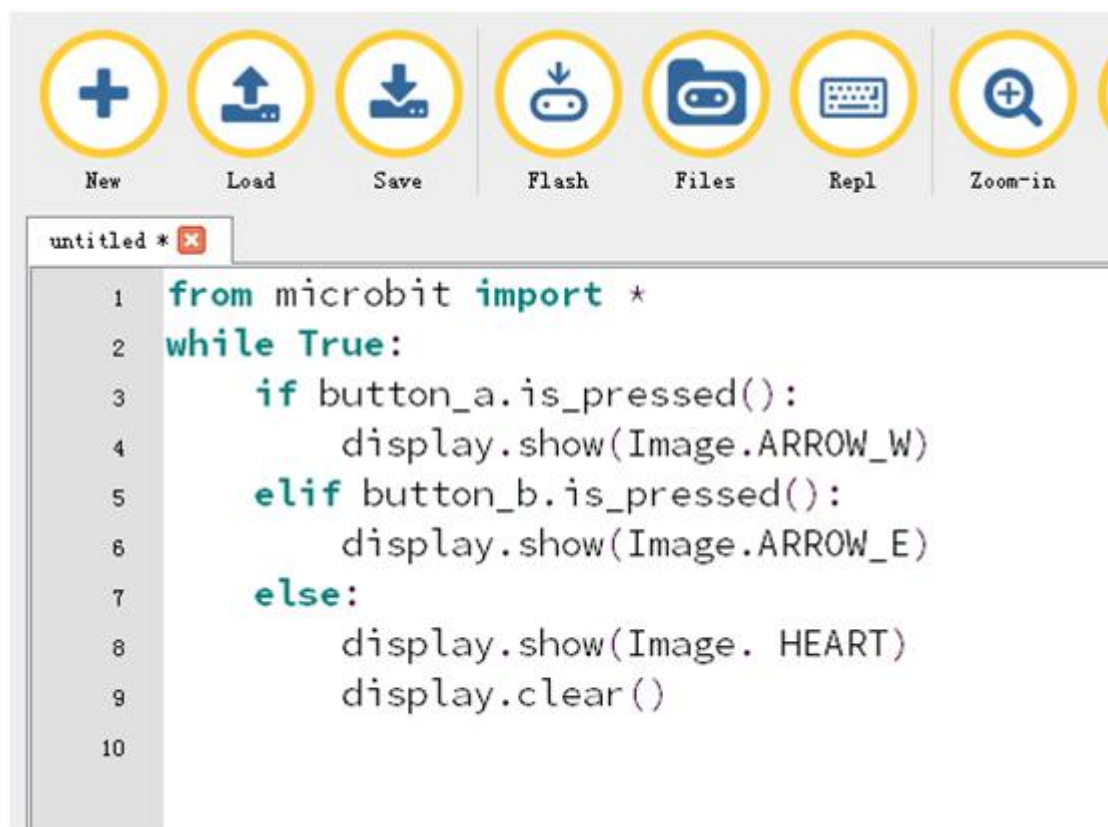 New Load Save Flash Files Repl Zoom-in
untitled *
1 from microbit import *
2 while True:
3 if button_a.is_pressed():
4 display.show(Image.ARROW_W)
5 elif button_b.is_pressed():
6 display.show(Image.ARROW_E)
7 else:
8 display.show(Image. HEART)
9 display.clear()
10